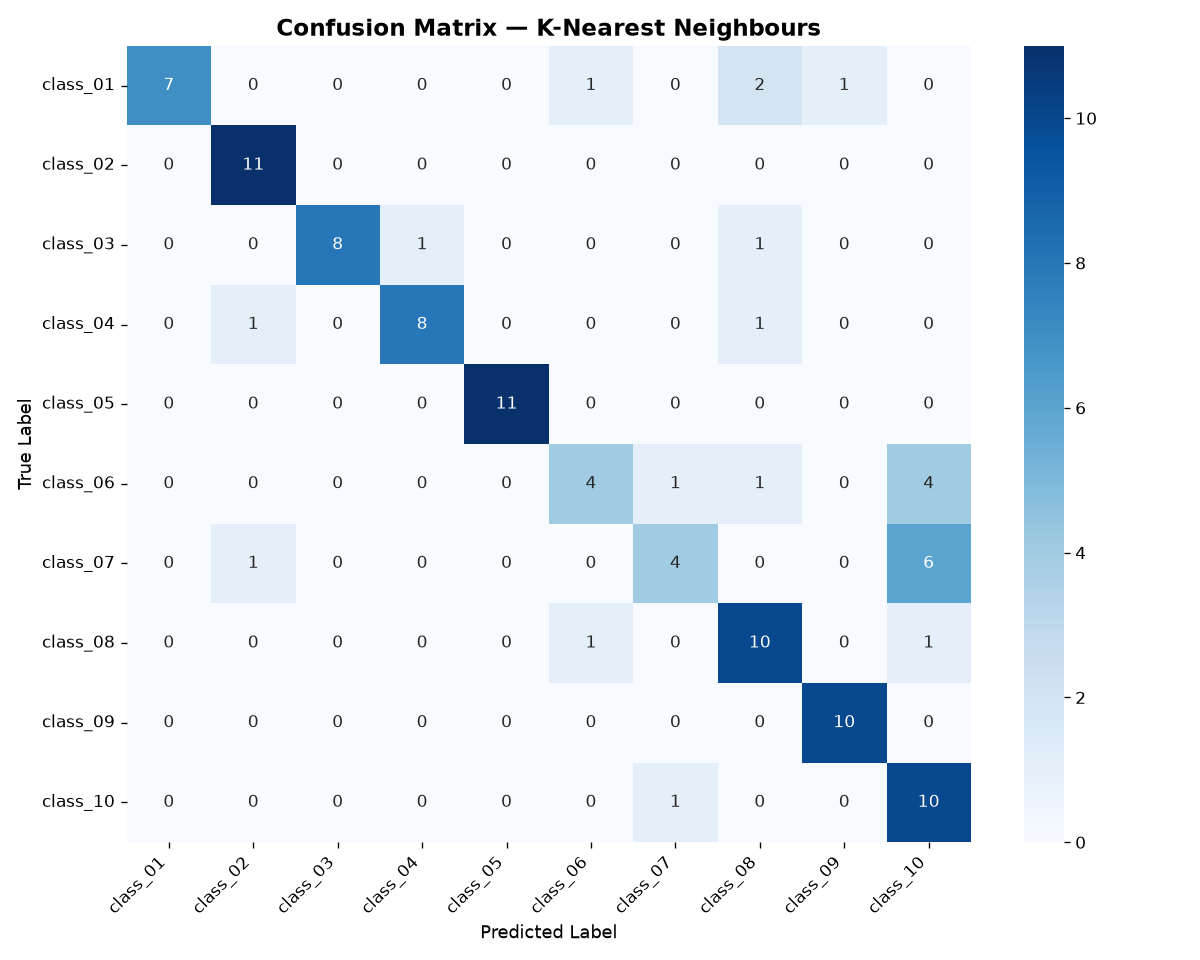 Confusion Matrix — K-Nearest Neighbours
class_01 7 0 0 0 0 1 0 2 1 0
class_02 0 11 0 0 0 0 0 0 0 0
class_03 0 0 8 1 0 0 0 1 0 0
class_04 0 1 0 8 0 0 0 1 0 0
class_05 0 0 0 0 11 0 0 0 0 0
class_06 0 0 0 0 0 4 1 1 0 4
class_07 0 1 0 0 0 0 4 0 0 6
class_08 0 0 0 0 0 1 0 10 0 1
class_09 0 0 0 0 0 0 0 0 10 0
class_10 0 0 0 0 0 0 1 0 0 10
True Label
class_01 class_02 class_03 class_04 class_05 class_06 class_07 class_08 class_09 class_10
Predicted Label
10
8
6
4
2
0